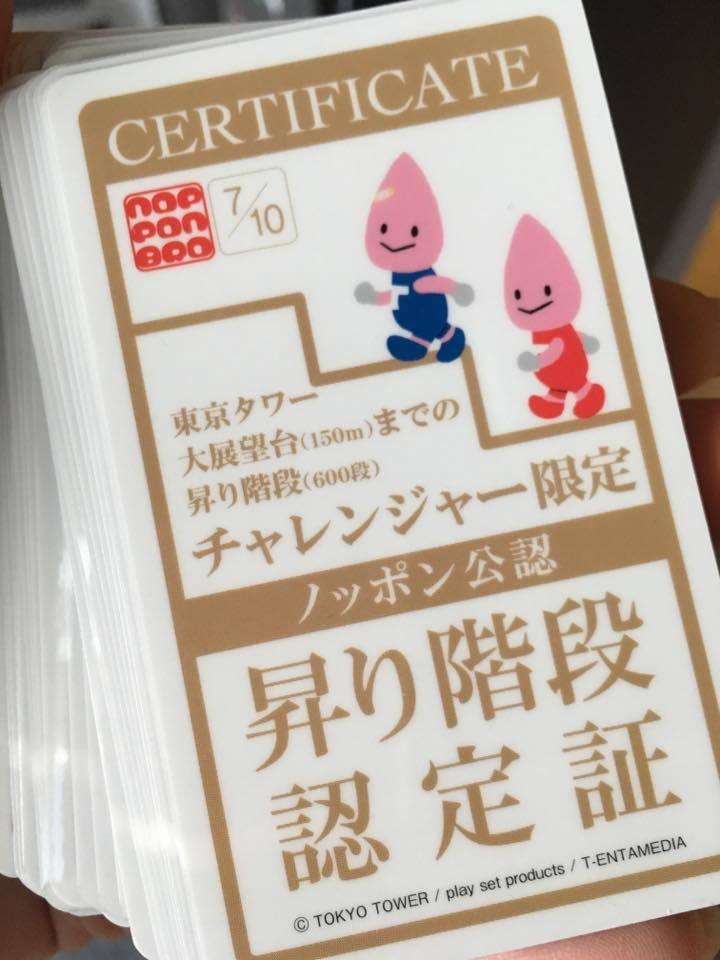 CERTIFICATE
NOP
PON
BRO
7/10
東京タワー
大展望台(150m)までの
昇り階段(600段)
チャレンジャー限定
ノッポン公認
昇り階段
認定証
© TOKYO TOWER / play set products / T-ENTAMEDIA